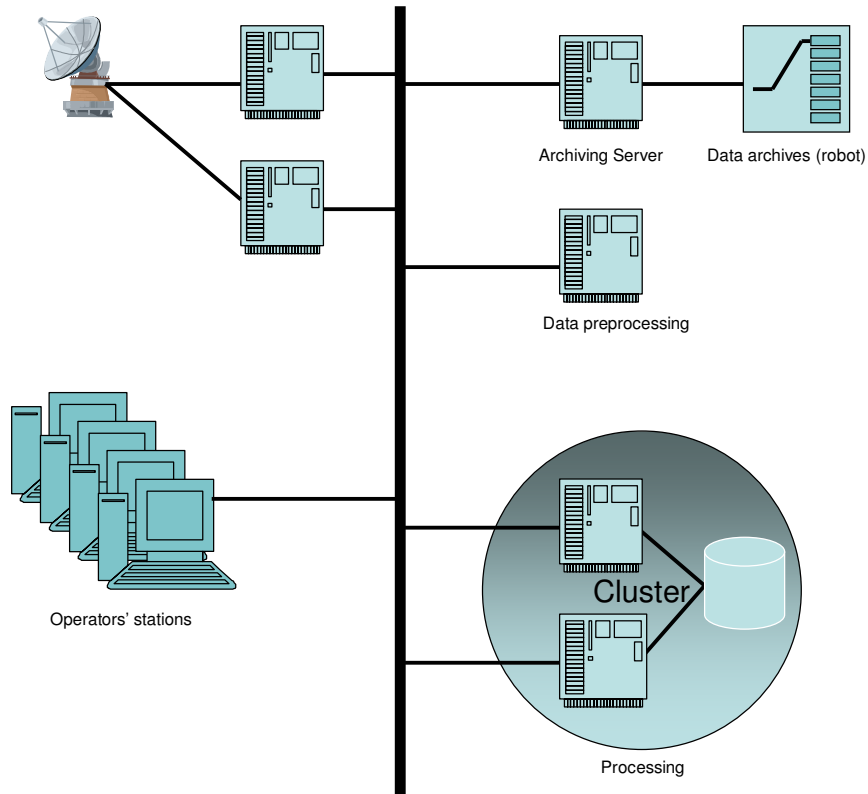 Archiving Server
Data archives (robot)
Data preprocessing
Operators’ stations
Cluster
Processing